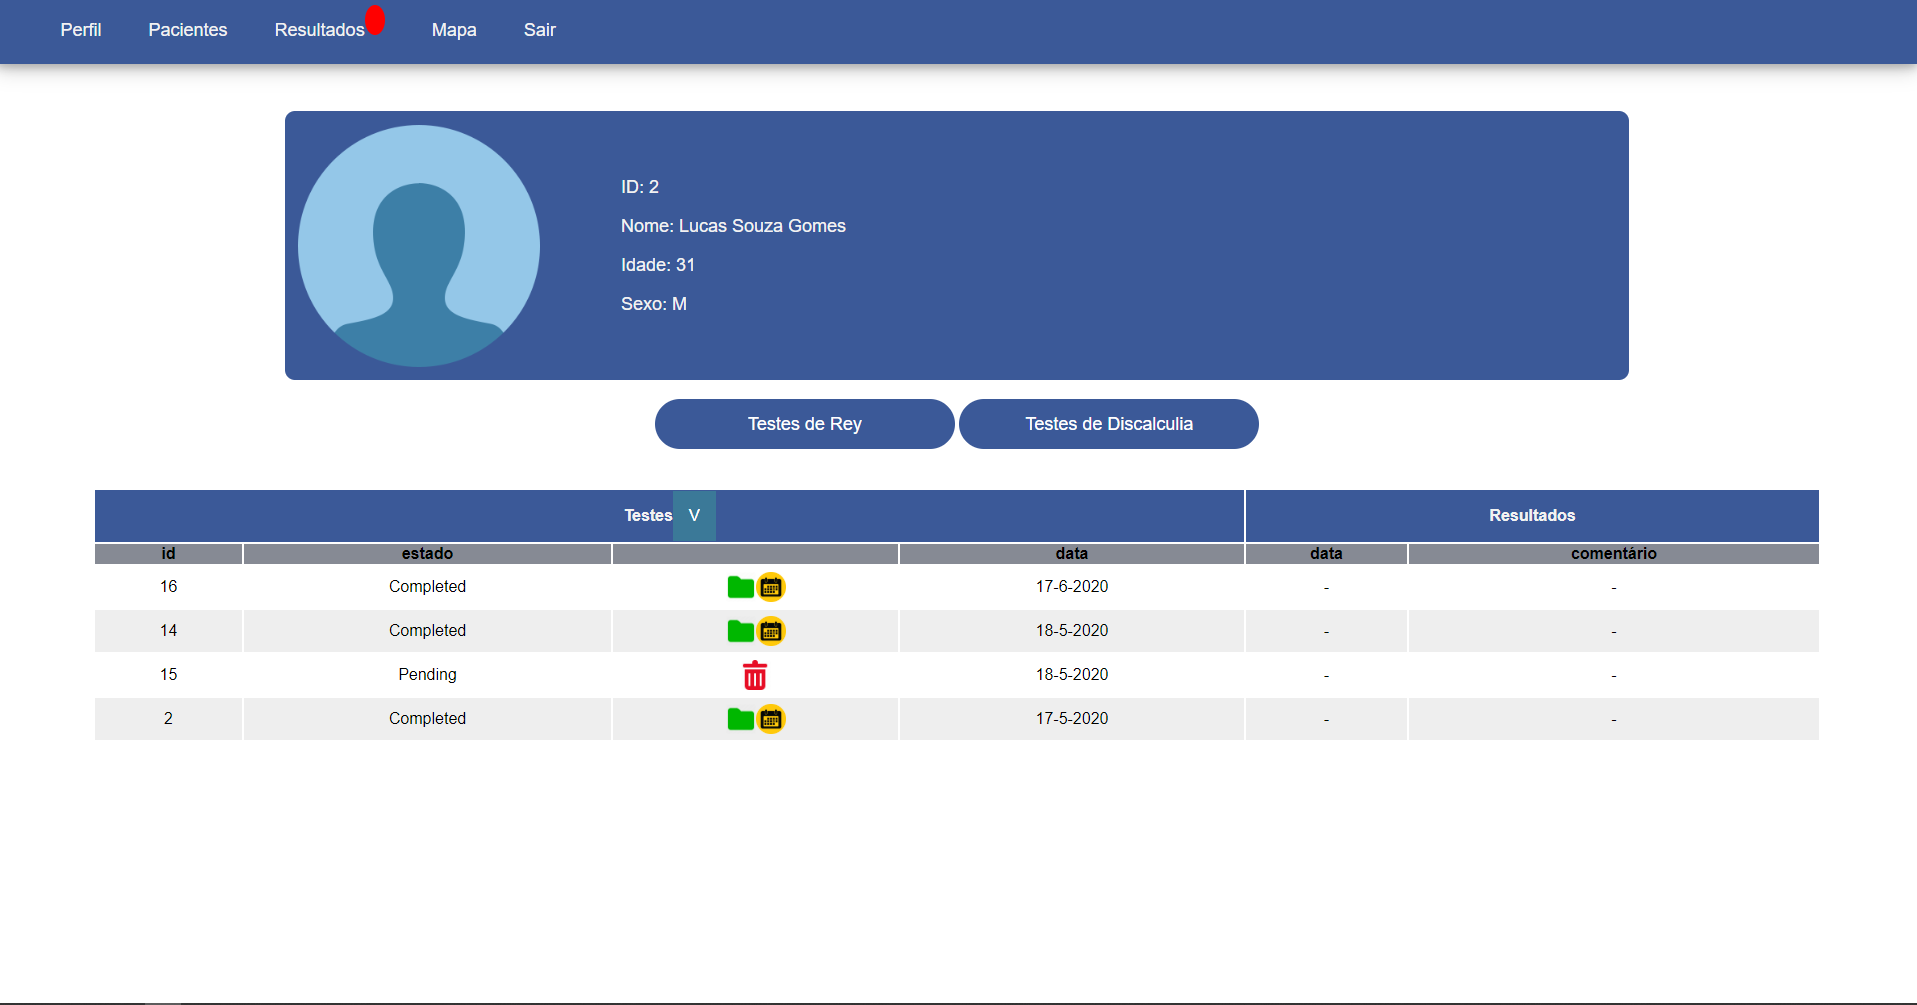 Perfil Pacientes Resultados Mapa Sair
ID: 2
Nome: Lucas Souza Gomes
Idade: 31
Sexo: M
Testes de Rey Testes de Discalculia
Testes V Resultados
id estado data data comentário
16 Completed 17-6-2020 - -
14 Completed 18-5-2020 - -
15 Pending 18-5-2020 - -
2 Completed 17-5-2020 - -